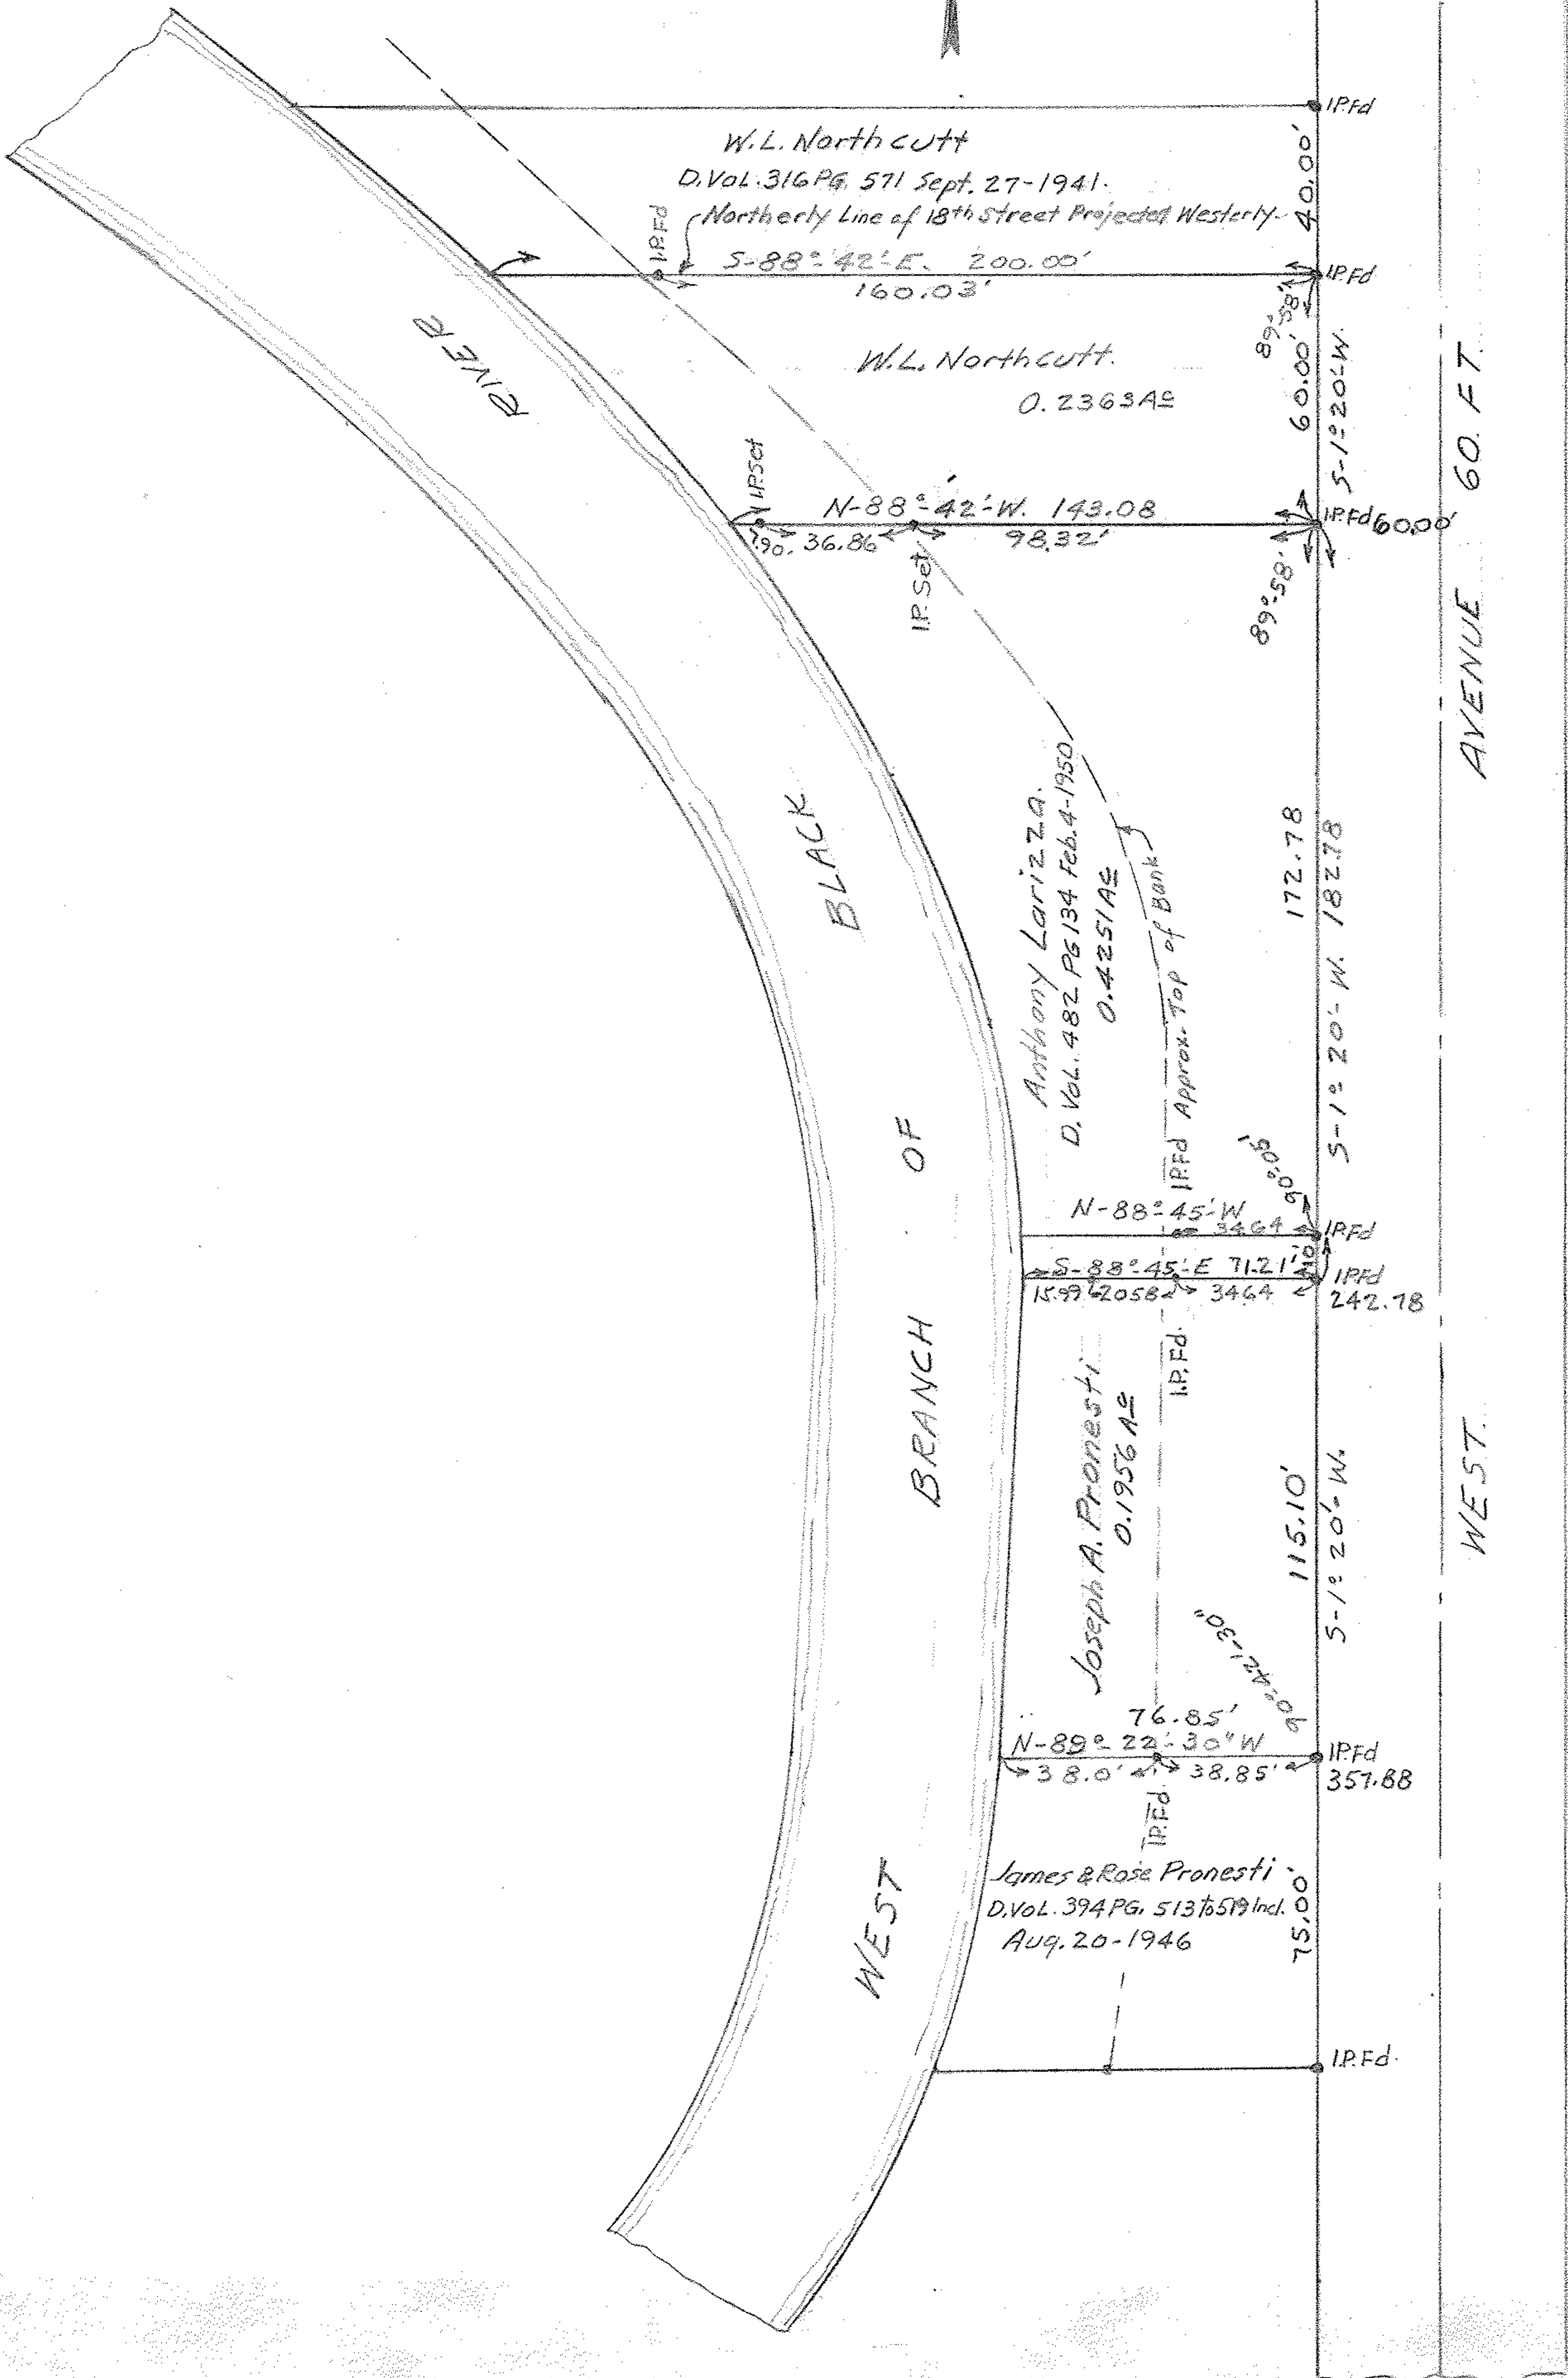 I.P.Fd
W.L. Northcutt
D.VOL.316 PG. 571 Sept. 27-1941.
Northerly Line of 18th Street Projected Westerly
40.00'
I.P.Fd
S-88°-42'-E. 200.00'
160.03'
I.P.Fd
89°-58'
RIVER
W.L. Northcutt.
0.2363 Ac
60.00'
S-1°-20'-W.
60. FT.
I.P.Set
N-88°-42'-W. 143.08
I.P.Fd 60.00'
7.90. 36.86
98.32'
I.P. Set
89°-58'
AVENUE
BLACK
Anthony Larizza.
D. VOL. 482 PG 134 Feb. 4-1950
0.4251 Ac
Approx. Top of Bank
172.78
S-1°-20'-W. 182.78
OF
I.P.Fd
90°-05'
N-88°-45'-W
34.64
I.P.Fd
10'
S-88°-45'-E 71.21'
I.P.Fd
15.99 20.58 34.64
242.78
I.P.Fd.
BRANCH
Joseph A. Pronesti
0.1956 Ac
115.10'
S-1°-20'-W.
WEST.
90°-42'-30"
76.85'
N-89°-22'-30" W
I.P.Fd
38.0' 38.85'
357.88
I.P.Fd.
WEST
James & Rose Pronesti
D.VOL. 394 PG. 513 to 519 Incl.
Aug. 20-1946
75.00
I.P.Fd.